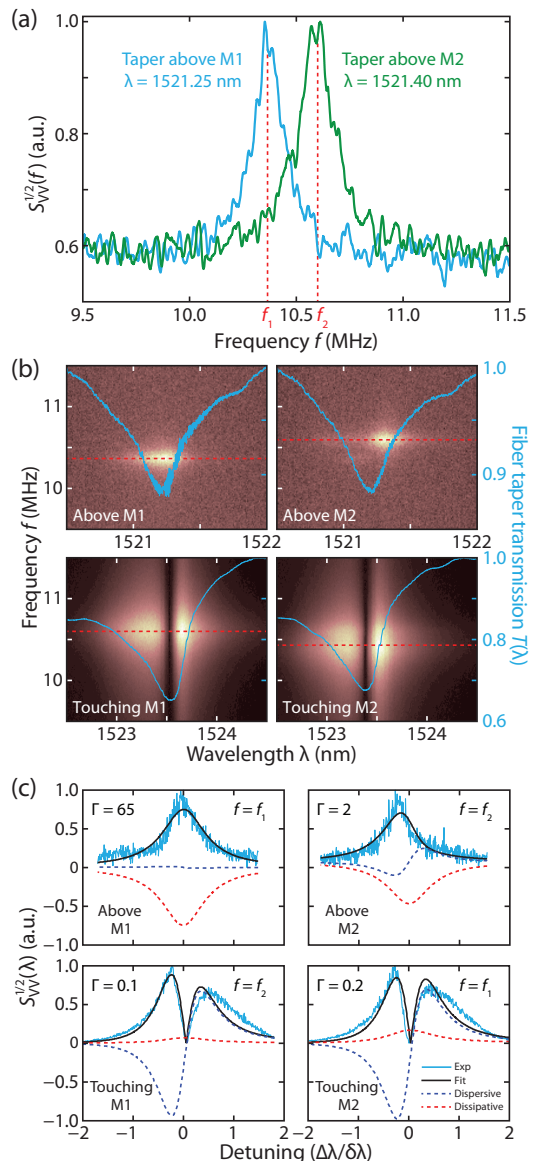 (a)
Taper above M1
λ = 1521.25 nm
Taper above M2
λ = 1521.40 nm
1.0
0.8
0.6
S_VV^1/2(f) (a.u.)
9.5 10.0 10.5 11.0 11.5
f₁ f₂
Frequency f (MHz)
(b)
11
10
Above M1
Above M2
1.0
0.9
1521 1522 1521 1522
11
10
Touching M1
Touching M2
1.0
0.8
0.6
1523 1524 1523 1524
Frequency f (MHz)
Fiber taper transmission T(λ)
Wavelength λ (nm)
(c)
1.0
0.5
0
−0.5
−1.0
Γ = 65 f = f₁
Above
M1
Γ = 2 f = f₂
Above
M2
1.0
0.5
0
−0.5
−1.0
Γ = 0.1 f = f₂
Touching
M1
Γ = 0.2 f = f₁
Touching
M2
Exp
Fit
Dispersive
Dissipative
S_VV^1/2(λ) (a.u.)
−2 −1 0 1 2 −2 −1 0 1 2
Detuning (Δλ/δλ)